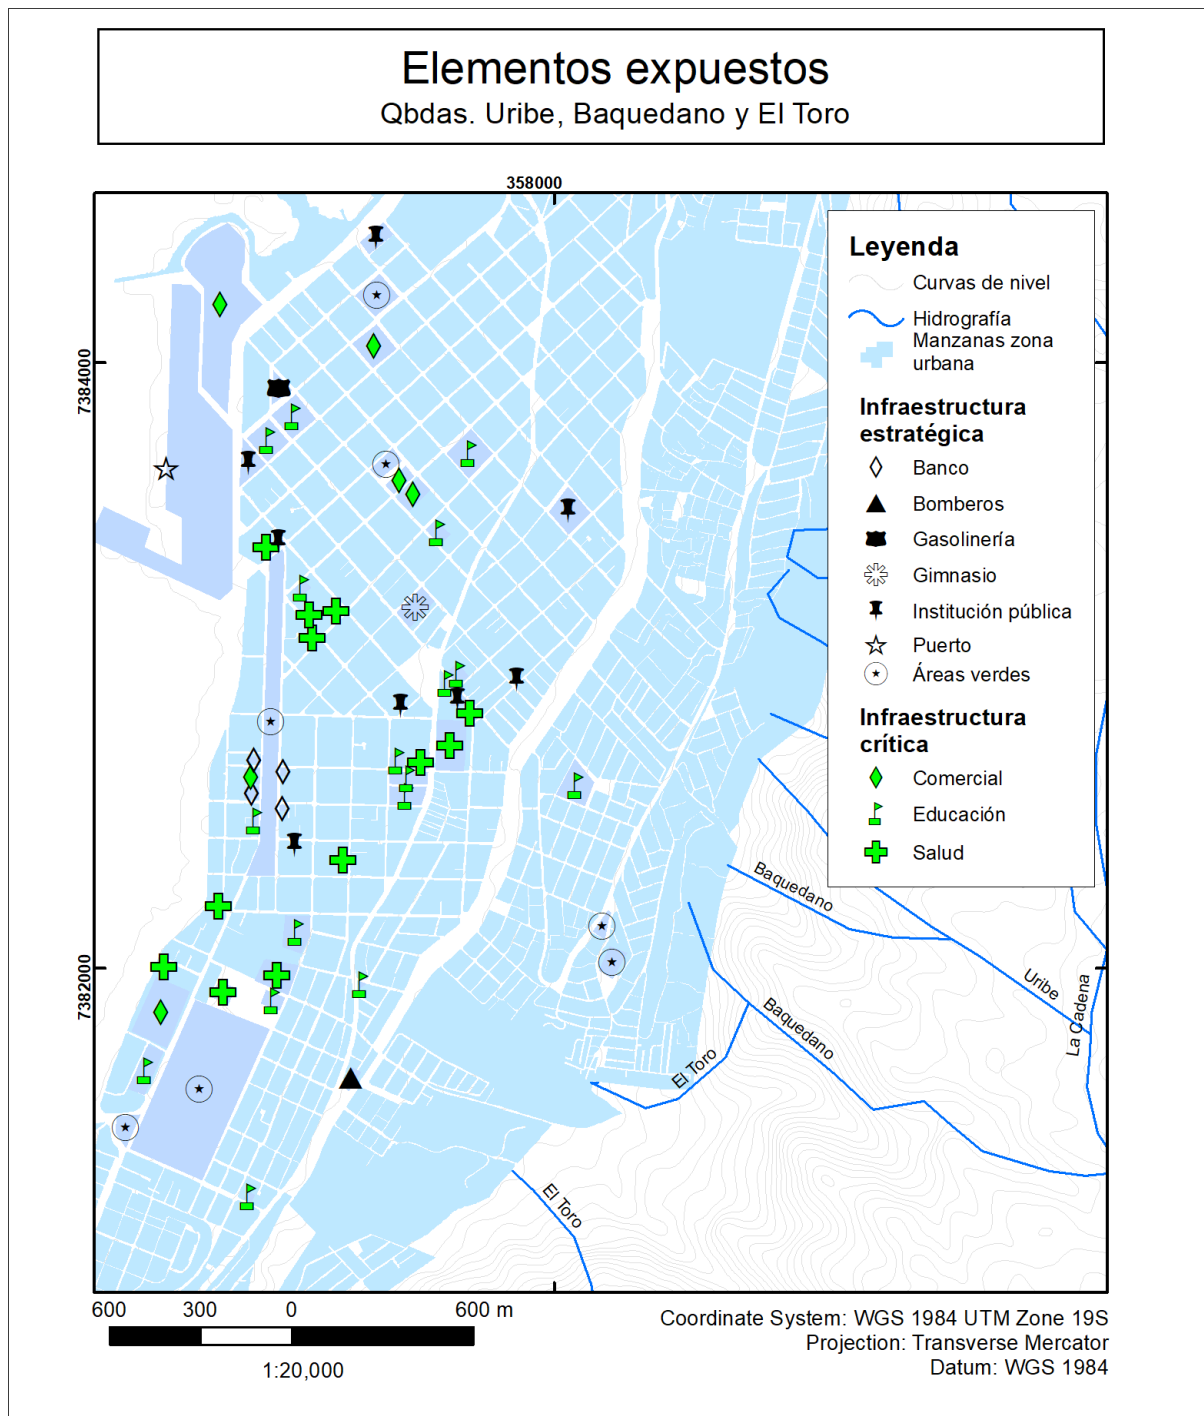 Elementos expuestos
Qbdas. Uribe, Baquedano y El Toro
358000
7384000
7382000
Leyenda
Curvas de nivel
Hidrografía
Manzanas zona
urbana
Infraestructura
estratégica
Banco
Bomberos
Gasolinería
Gimnasio
Institución pública
Puerto
Áreas verdes
Infraestructura
crítica
Comercial
Educación
Salud
Baquedano
Uribe
La Cadena
Baquedano
El Toro
El Toro
600 300 0 600 m
1:20,000
Coordinate System: WGS 1984 UTM Zone 19S
Projection: Transverse Mercator
Datum: WGS 1984